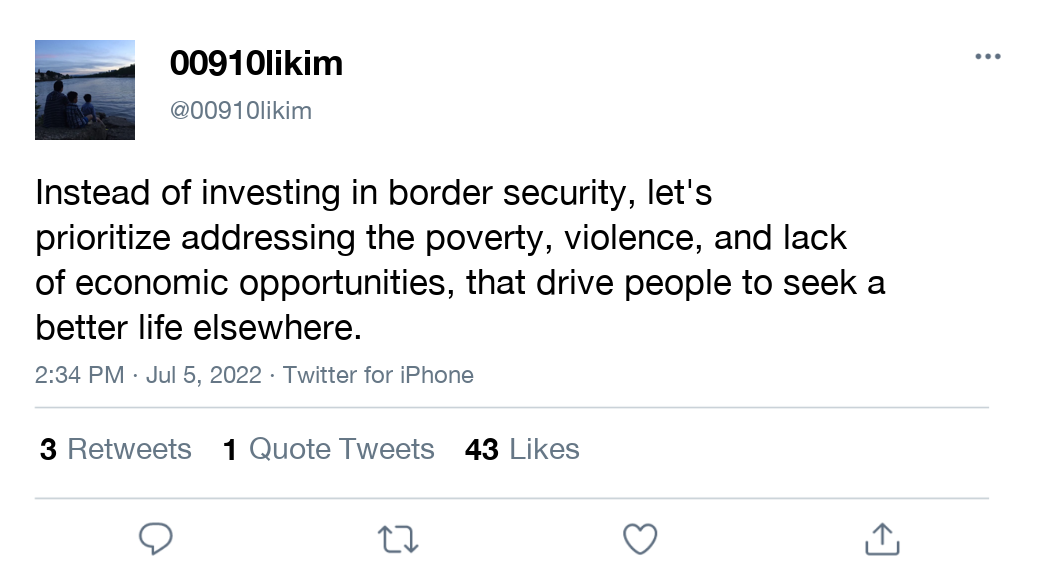 00910likim
@00910likim
Instead of investing in border security, let's
prioritize addressing the poverty, violence, and lack
of economic opportunities, that drive people to seek a
better life elsewhere.
2:34 PM · Jul 5, 2022 · Twitter for iPhone
3 Retweets 1 Quote Tweets 43 Likes